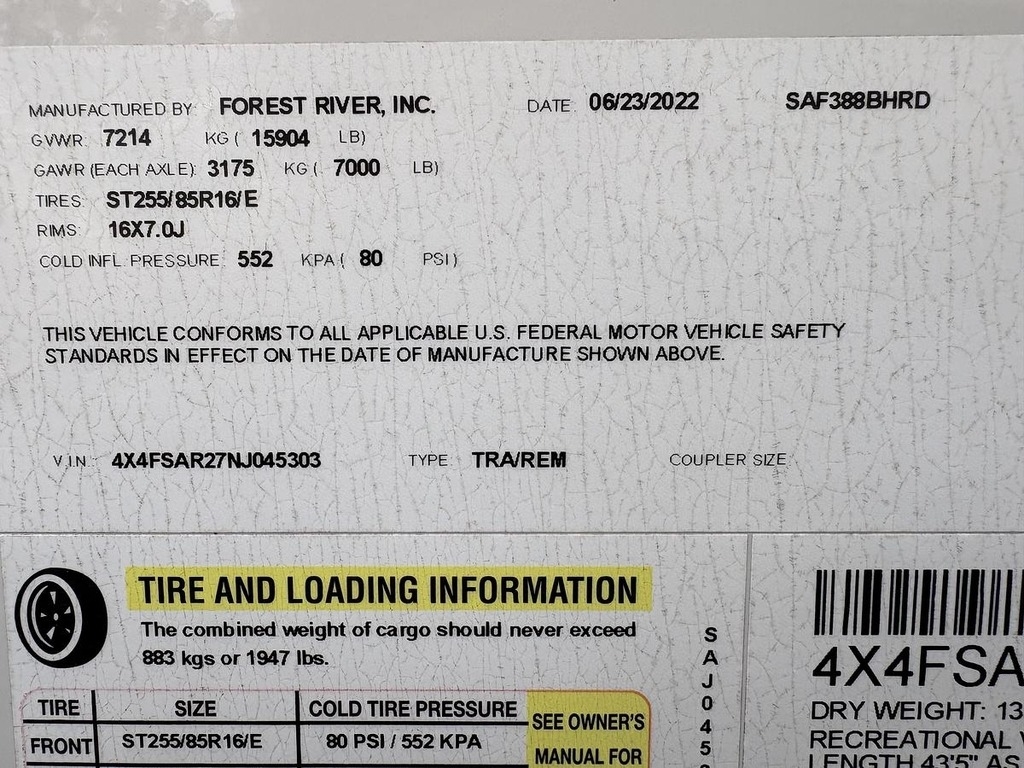 MANUFACTURED BY: FOREST RIVER, INC. DATE: 06/23/2022 SAF388BHRD
GVWR: 7214 KG ( 15904 LB)
GAWR (EACH AXLE): 3175 KG ( 7000 LB)
TIRES: ST255/85R16/E
RIMS: 16X7.0J
COLD INFL. PRESSURE: 552 KPA ( 80 PSI)
THIS VEHICLE CONFORMS TO ALL APPLICABLE U.S. FEDERAL MOTOR VEHICLE SAFETY
STANDARDS IN EFFECT ON THE DATE OF MANUFACTURE SHOWN ABOVE.
V.I.N.: 4X4FSAR27NJ045303 TYPE: TRA/REM COUPLER SIZE:
TIRE AND LOADING INFORMATION
The combined weight of cargo should never exceed
883 kgs or 1947 lbs.
TIRE SIZE COLD TIRE PRESSURE
FRONT ST255/85R16/E 80 PSI / 552 KPA
SEE OWNER'S
MANUAL FOR
S
A
J
0
4
5
4X4FSA
DRY WEIGHT: 13
RECREATIONAL
LENGTH 43'5" AS